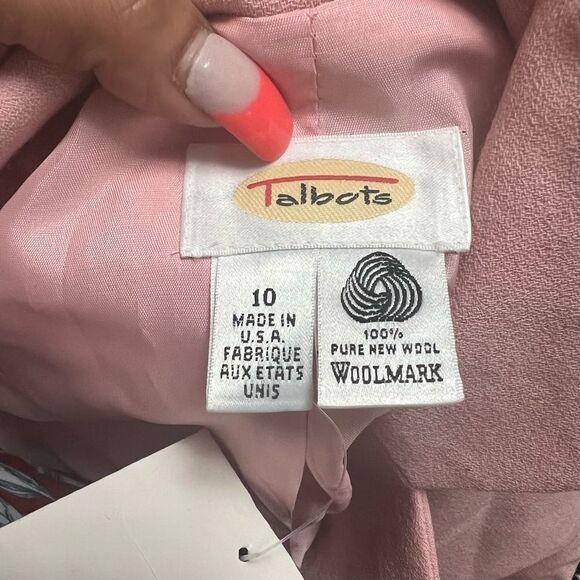 Talbots
10
MADE IN
U.S.A.
FABRIQUE
AUX ETATS
UNIS
100%
PURE NEW WOOL
WOOLMARK